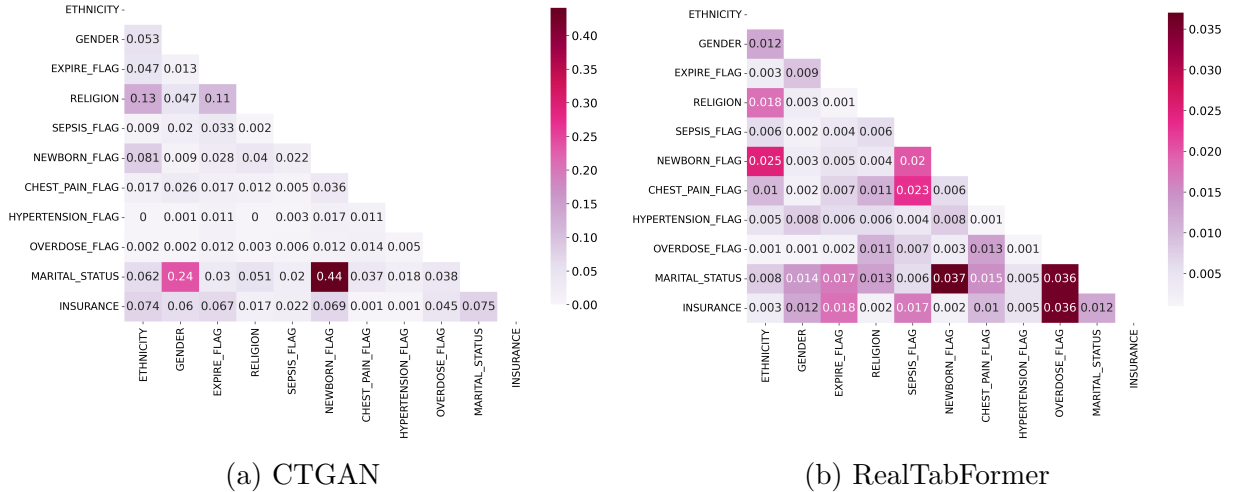 ETHNICITY
GENDER 0.053
EXPIRE_FLAG 0.047 0.013
RELIGION 0.13 0.047 0.11
SEPSIS_FLAG 0.009 0.02 0.033 0.002
NEWBORN_FLAG 0.081 0.009 0.028 0.04 0.022
CHEST_PAIN_FLAG 0.017 0.026 0.017 0.012 0.005 0.036
HYPERTENSION_FLAG 0 0.001 0.011 0 0.003 0.017 0.011
OVERDOSE_FLAG 0.002 0.002 0.012 0.003 0.006 0.012 0.014 0.005
MARITAL_STATUS 0.062 0.24 0.03 0.051 0.02 0.44 0.037 0.018 0.038
INSURANCE 0.074 0.06 0.067 0.017 0.022 0.069 0.001 0.001 0.045 0.075
ETHNICITY
GENDER
EXPIRE_FLAG
RELIGION
SEPSIS_FLAG
NEWBORN_FLAG
CHEST_PAIN_FLAG
HYPERTENSION_FLAG
OVERDOSE_FLAG
MARITAL_STATUS
INSURANCE
0.40
0.35
0.30
0.25
0.20
0.15
0.10
0.05
0.00
(a) CTGAN
ETHNICITY
GENDER 0.012
EXPIRE_FLAG 0.003 0.009
RELIGION 0.018 0.003 0.001
SEPSIS_FLAG 0.006 0.002 0.004 0.006
NEWBORN_FLAG 0.025 0.003 0.005 0.004 0.02
CHEST_PAIN_FLAG 0.01 0.002 0.007 0.011 0.023 0.006
HYPERTENSION_FLAG 0.005 0.008 0.006 0.006 0.004 0.008 0.001
OVERDOSE_FLAG 0.001 0.001 0.002 0.011 0.007 0.003 0.013 0.001
MARITAL_STATUS 0.008 0.014 0.017 0.013 0.006 0.037 0.015 0.005 0.036
INSURANCE 0.003 0.012 0.018 0.002 0.017 0.002 0.01 0.005 0.036 0.012
ETHNICITY
GENDER
EXPIRE_FLAG
RELIGION
SEPSIS_FLAG
NEWBORN_FLAG
CHEST_PAIN_FLAG
HYPERTENSION_FLAG
OVERDOSE_FLAG
MARITAL_STATUS
INSURANCE
0.035
0.030
0.025
0.020
0.015
0.010
0.005
(b) RealTabFormer